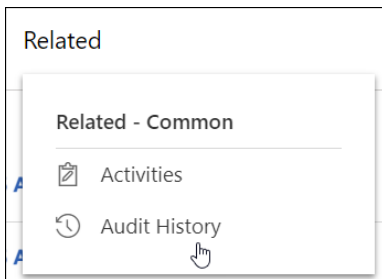 Related
Related - Common
Activities
A
Audit History
A